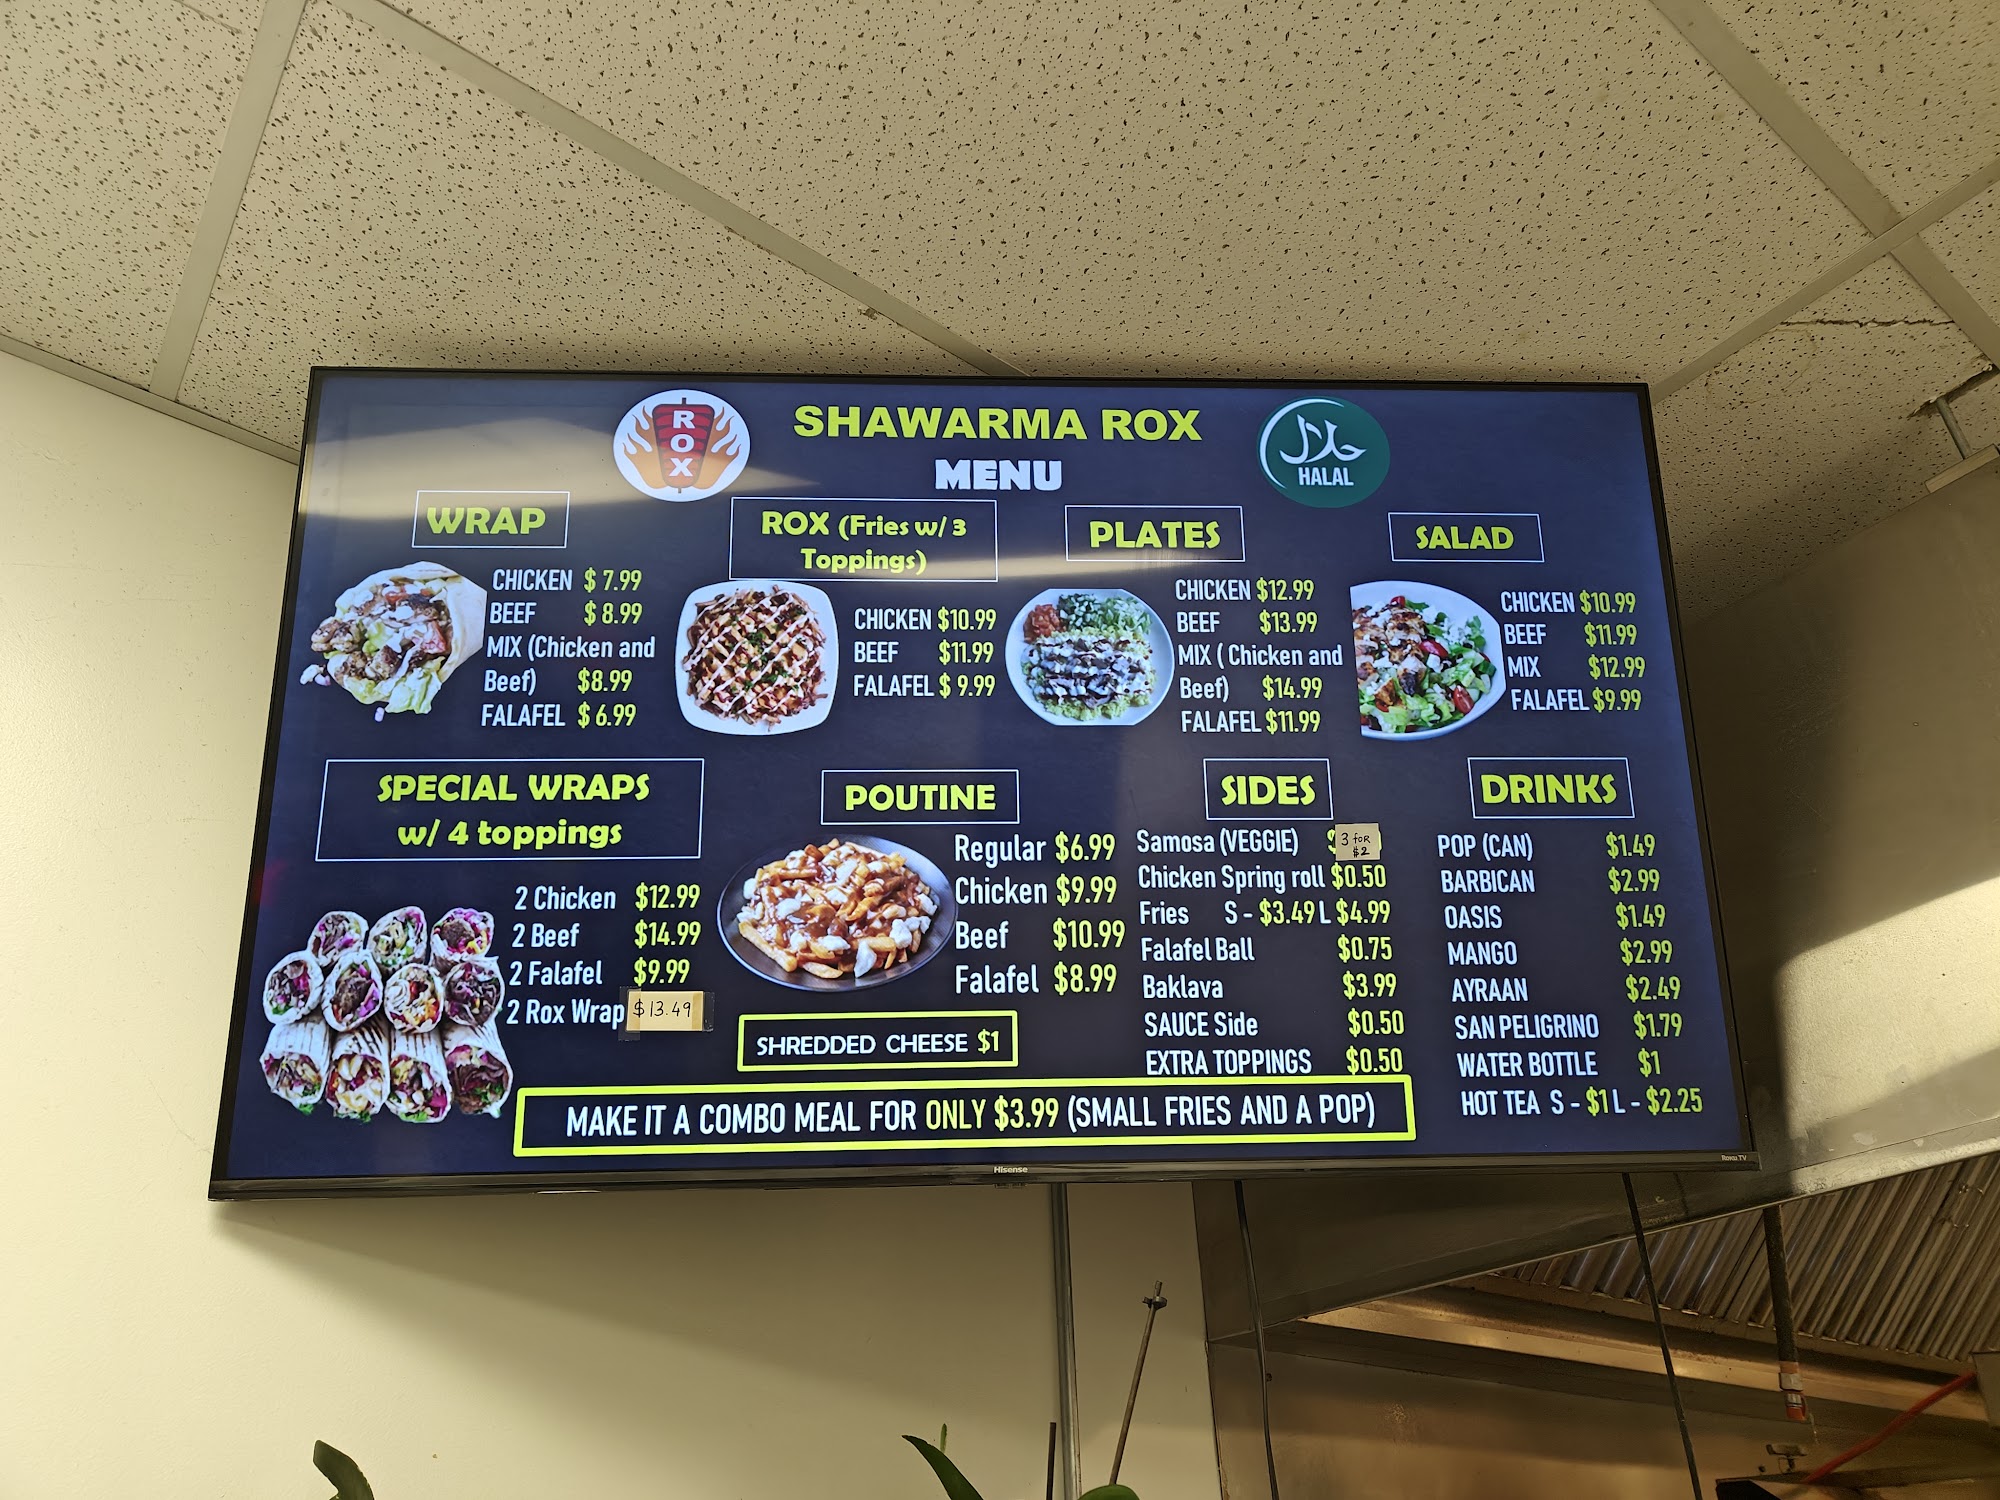 ROX
SHAWARMA ROX
MENU
حلال
HALAL
WRAP
CHICKEN $ 7.99
BEEF $ 8.99
MIX (Chicken and
Beef) $8.99
FALAFEL $ 6.99
ROX (Fries w/ 3
Toppings)
CHICKEN $10.99
BEEF $11.99
FALAFEL $ 9.99
PLATES
CHICKEN $12.99
BEEF $13.99
MIX ( Chicken and
Beef) $14.99
FALAFEL $11.99
SALAD
CHICKEN $10.99
BEEF $11.99
MIX $12.99
FALAFEL $9.99
SPECIAL WRAPS
w/ 4 toppings
2 Chicken $12.99
2 Beef $14.99
2 Falafel $9.99
2 Rox Wrap $13.49
POUTINE
Regular $6.99
Chicken $9.99
Beef $10.99
Falafel $8.99
SHREDDED CHEESE $1
SIDES
Samosa (VEGGIE) 3 FOR
$2
Chicken Spring roll $0.50
Fries S - $3.49 L $4.99
Falafel Ball $0.75
Baklava $3.99
SAUCE Side $0.50
EXTRA TOPPINGS $0.50
DRINKS
POP (CAN) $1.49
BARBICAN $2.99
OASIS $1.49
MANGO $2.99
AYRAAN $2.49
SAN PELIGRINO $1.79
WATER BOTTLE $1
HOT TEA S - $1 L - $2.25
MAKE IT A COMBO MEAL FOR ONLY $3.99 (SMALL FRIES AND A POP)
Hisense
Roku TV